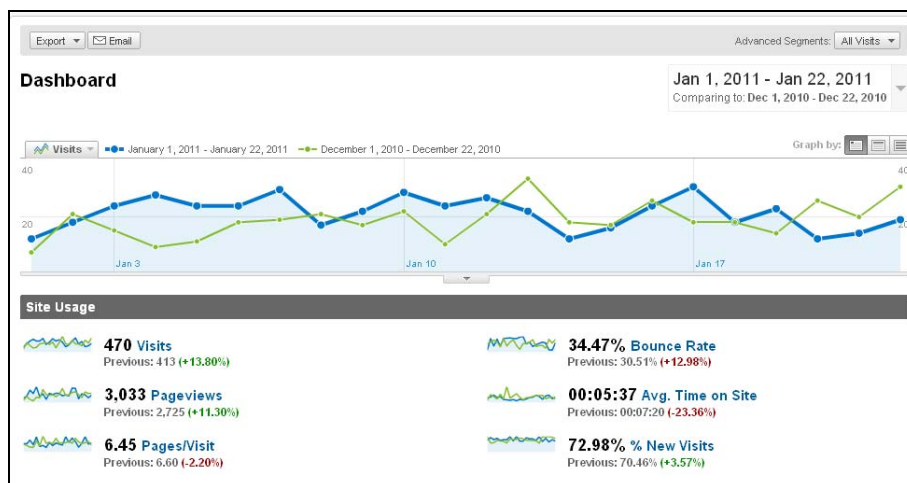 Export Email Advanced Segments: All Visits
Dashboard
Jan 1, 2011 - Jan 22, 2011
Comparing to: Dec 1, 2010 - Dec 22, 2010
Visits January 1, 2011 - January 22, 2011 December 1, 2010 - December 22, 2010 Graph by:
40 40
20 20
Jan 3 Jan 10 Jan 17
Site Usage
470 Visits
Previous: 413 (+13.80%)
34.47% Bounce Rate
Previous: 30.51% (+12.98%)
3,033 Pageviews
Previous: 2,725 (+11.30%)
00:05:37 Avg. Time on Site
Previous: 00:07:20 (-23.36%)
6.45 Pages/Visit
Previous: 6.60 (-2.20%)
72.98% % New Visits
Previous: 70.46% (+3.57%)